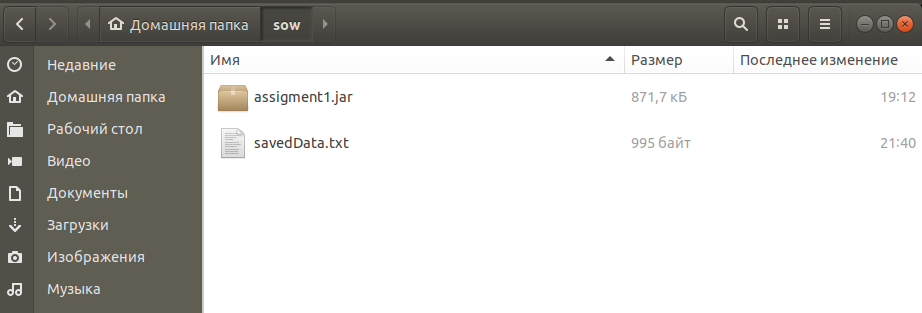 Домашняя папка sow
Имя Размер Последнее изменение
Недавние
Домашняя папка
Рабочий стол
Видео
Документы
Загрузки
Изображения
Музыка
assigment1.jar 871,7 кБ 19:12
savedData.txt 995 байт 21:40